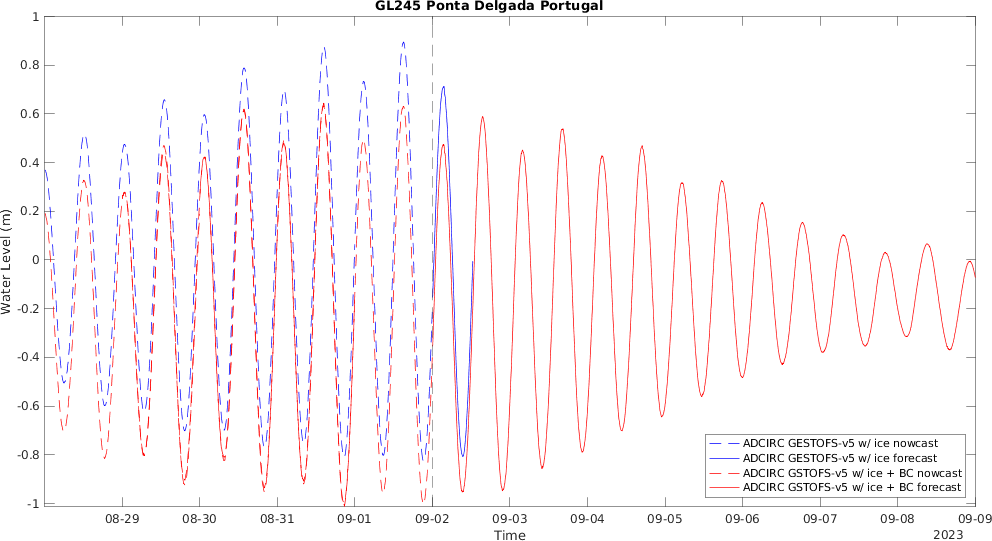 GL245 Ponta Delgada Portugal
1
0.8
0.6
0.4
0.2
0
-0.2
-0.4
-0.6
-0.8
-1
Water Level (m)
ADCIRC GESTOFS-v5 w/ ice nowcast
ADCIRC GESTOFS-v5 w/ ice forecast
ADCIRC GSTOFS-v5 w/ ice + BC nowcast
ADCIRC GSTOFS-v5 w/ ice + BC forecast
08-29 08-30 08-31 09-01 09-02 09-03 09-04 09-05 09-06 09-07 09-08 09-09
Time
2023